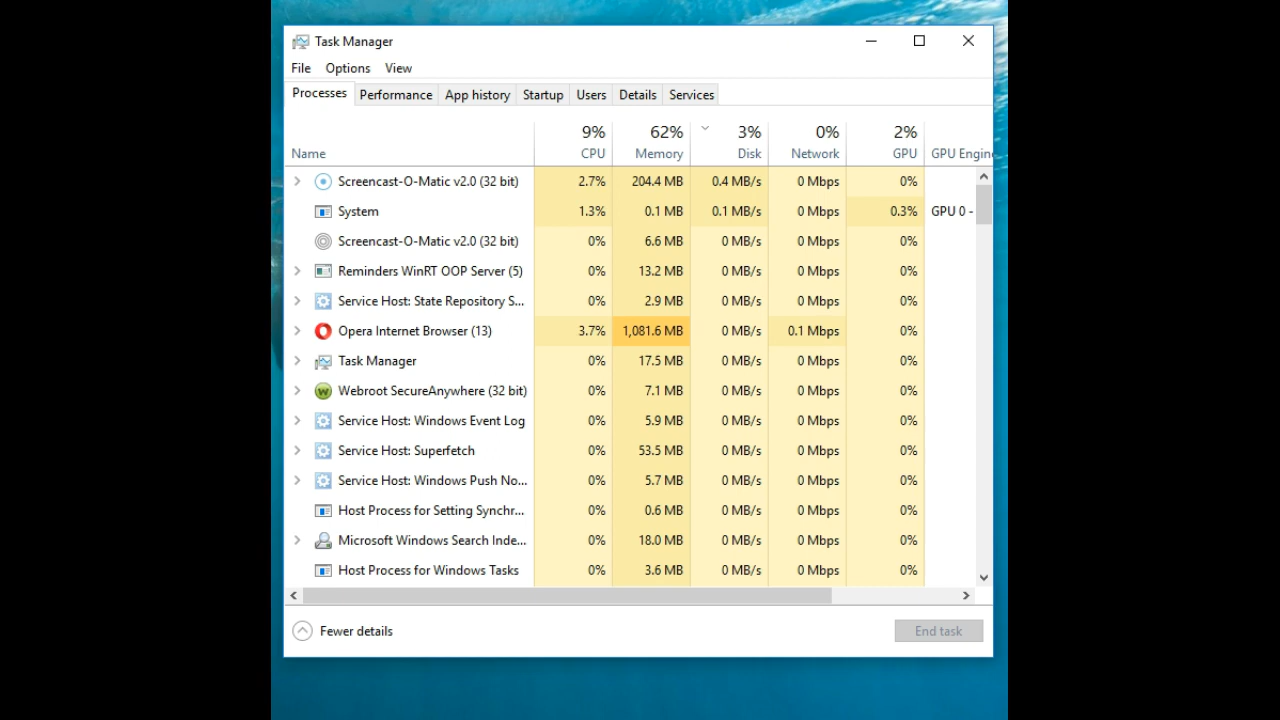 Task Manager
File Options View
Processes Performance App history Startup Users Details Services
9% 62% 3% 0% 2%
Name CPU Memory Disk Network GPU GPU Engin
Screencast-O-Matic v2.0 (32 bit) 2.7% 204.4 MB 0.4 MB/s 0 Mbps 0%
System 1.3% 0.1 MB 0.1 MB/s 0 Mbps 0.3% GPU 0 -
Screencast-O-Matic v2.0 (32 bit) 0% 6.6 MB 0 MB/s 0 Mbps 0%
Reminders WinRT OOP Server (5) 0% 13.2 MB 0 MB/s 0 Mbps 0%
Service Host: State Repository S... 0% 2.9 MB 0 MB/s 0 Mbps 0%
Opera Internet Browser (13) 3.7% 1,081.6 MB 0 MB/s 0.1 Mbps 0%
Task Manager 0% 17.5 MB 0 MB/s 0 Mbps 0%
Webroot SecureAnywhere (32 bit) 0% 7.1 MB 0 MB/s 0 Mbps 0%
Service Host: Windows Event Log 0% 5.9 MB 0 MB/s 0 Mbps 0%
Service Host: Superfetch 0% 53.5 MB 0 MB/s 0 Mbps 0%
Service Host: Windows Push No... 0% 5.7 MB 0 MB/s 0 Mbps 0%
Host Process for Setting Synchr... 0% 0.6 MB 0 MB/s 0 Mbps 0%
Microsoft Windows Search Inde... 0% 18.0 MB 0 MB/s 0 Mbps 0%
Host Process for Windows Tasks 0% 3.6 MB 0 MB/s 0 Mbps 0%
Fewer details End task